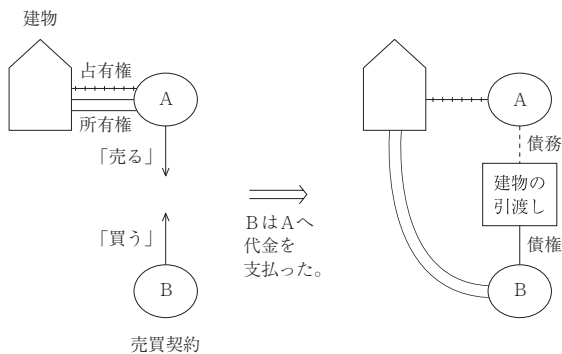 建物
占有権
A
所有権
「売る」
「買う」
B
売買契約
BはAへ
代金を
支払った。
A
債務
建物の
引渡し
債権
B